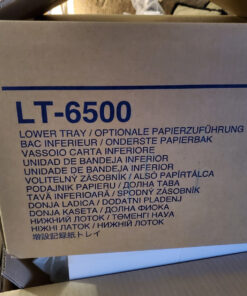 LT-6500
LOWER TRAY / OPTIONALE PAPIERZUFÜHRUNG
BAC INFERIEUR / ONDERSTE PAPIERBAK
VASSOIO CARTA INFERIORE
UNIDAD DE BANDEJA INFERIOR
UNIDADE DE BANDEJA INFERIOR
VOLITELNÝ ZÁSOBNÍK / ALSÓ PAPÍRTÁLCA
PODAJNIK PAPIERU / ДОЛНА ТАВА
TAVĂ INFERIOARĂ / SPODNÝ ZÁSOBNÍK
DONJA LADICA / DODATNI PLADANJ
DONJA KASETA / ДОЊА ФИОКА
НИЖНИЙ ЛОТОК / ТӨМЕНГІ НАУА
НІЖНІ ЛАТОК / НИЖНІЙ ЛОТОК
増設記録紙トレイ